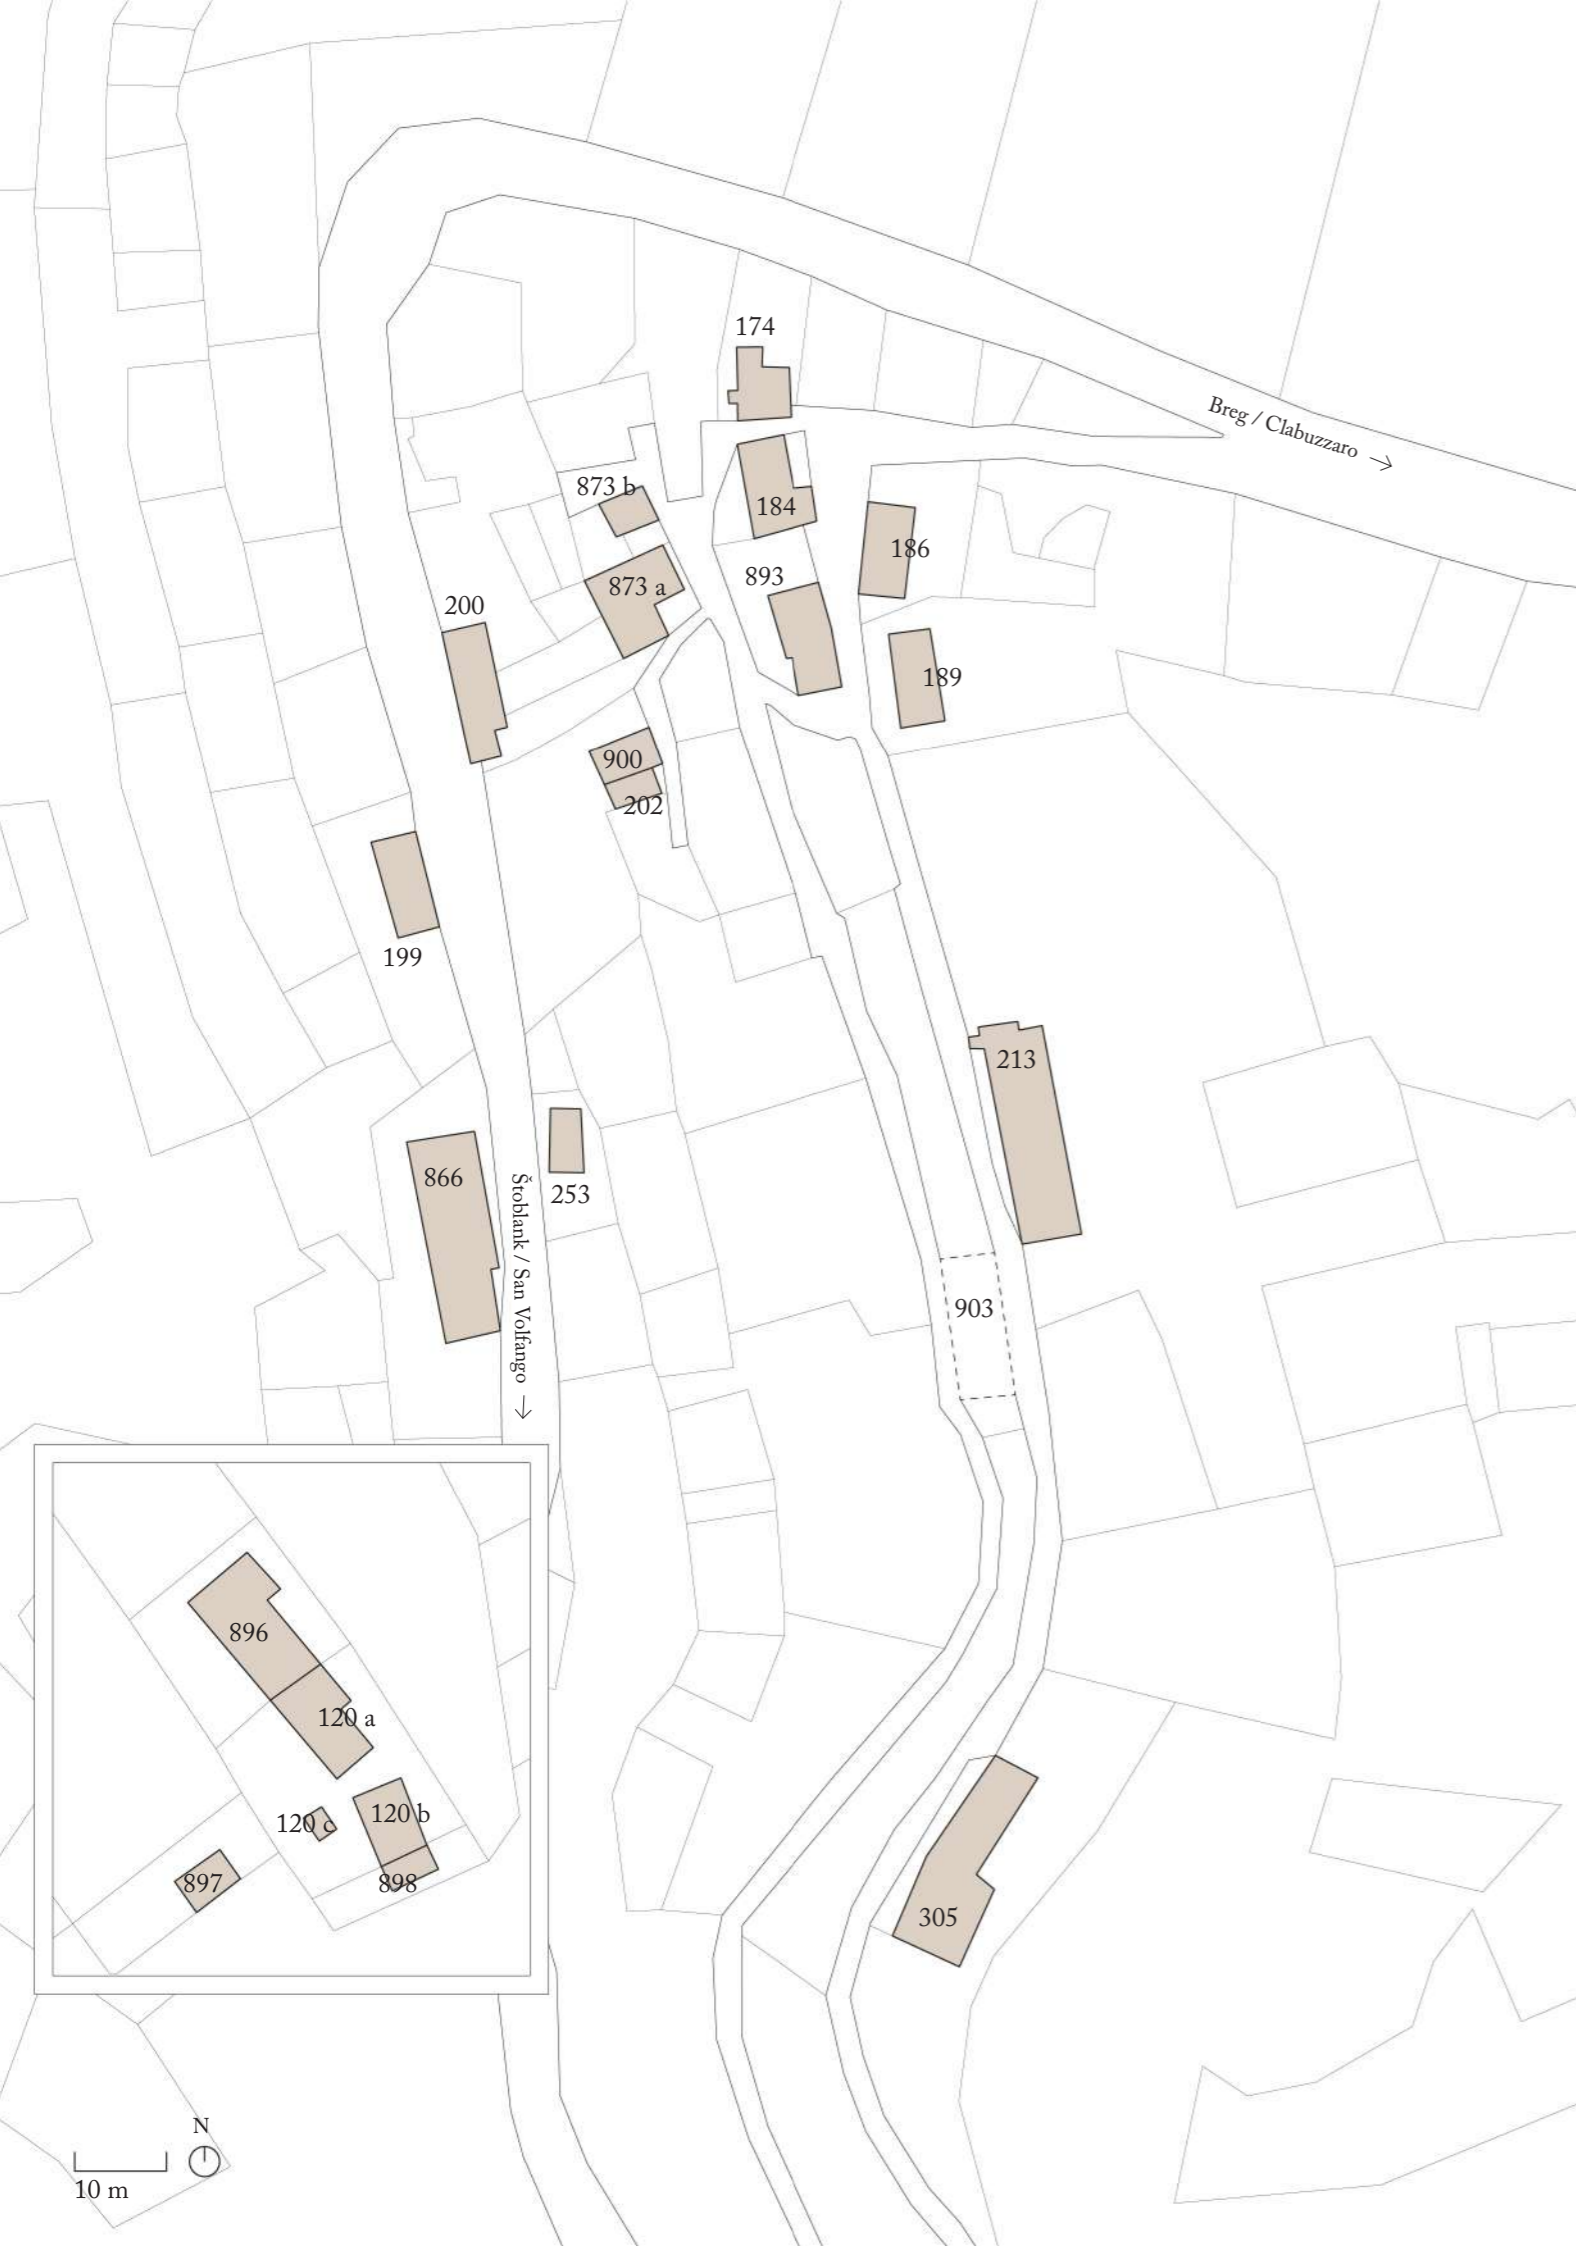 174
Breg / Clabuzzaro →
873 b
184
186
893
873 a
200
189
900
202
199
213
866
253
Štoblank / San Volfango →
903
896
120 a
120 b
120 c
897
898
305
N
10 m